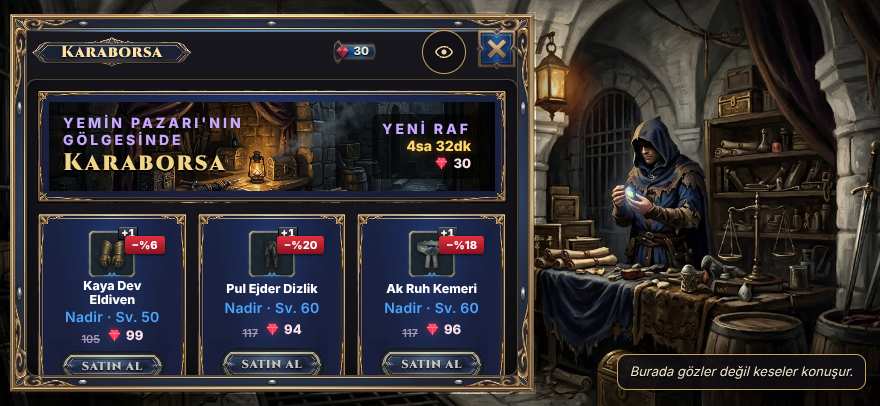 KARABORSA
30
YEMİN PAZARI'NIN
GÖLGESİNDE
KARABORSA
YENİ RAF
4sa 32dk
30
+1
−%6
Kaya Dev
Eldiven
Nadir · Sv. 50
105 99
SATIN AL
+1
−%20
Pul Ejder Dizlik
Nadir · Sv. 60
117 94
SATIN AL
+1
−%18
Ak Ruh Kemeri
Nadir · Sv. 60
117 96
SATIN AL
Burada gözler değil keseler konuşur.